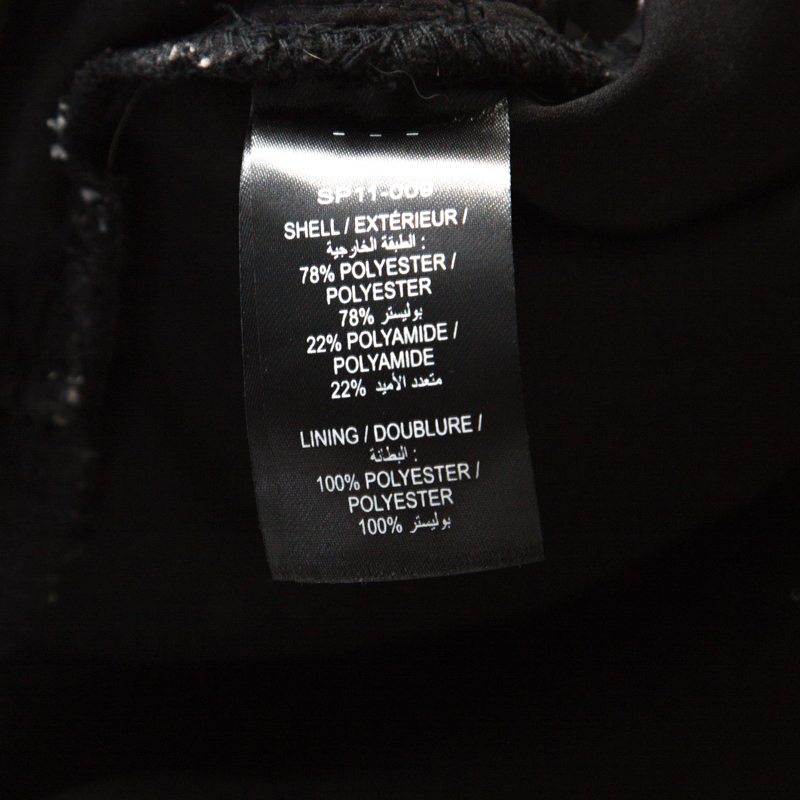 - - -
SP11-009
SHELL / EXTÉRIEUR /
الطبقة الخارجية :
78% POLYESTER /
POLYESTER
78% بوليستر
22% POLYAMIDE /
POLYAMIDE
22% متعدد الأميد
LINING / DOUBLURE /
البطانة :
100% POLYESTER /
POLYESTER
100% بوليستر